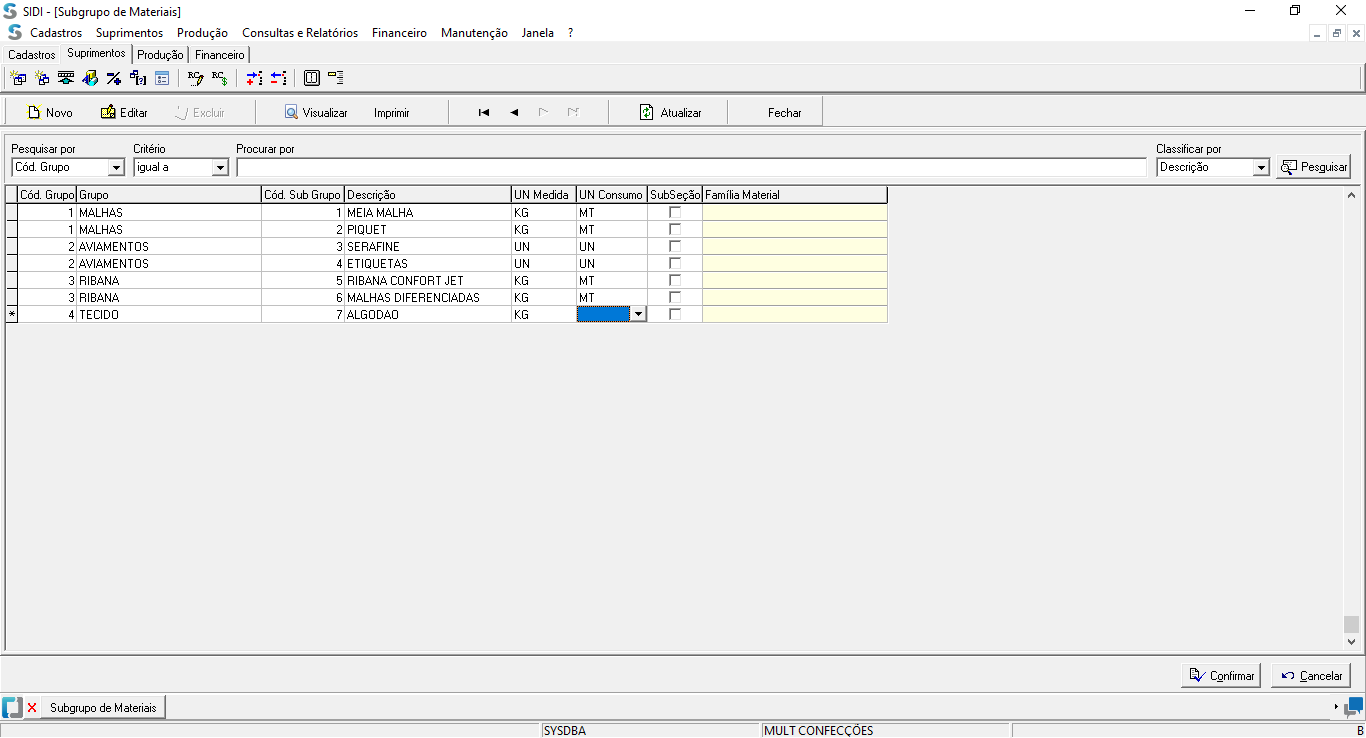 SIDI - [Subgrupo de Materiais]
Cadastros Suprimentos Produção Consultas e Relatórios Financeiro Manutenção Janela ?
Cadastros Suprimentos Produção Financeiro
Novo Editar Excluir Visualizar Imprimir Atualizar Fechar
Pesquisar por Critério Procurar por Classificar por
Cód. Grupo igual a Descrição Pesquisar
Cód. Grupo Grupo Cód. Sub Grupo Descrição UN Medida UN Consumo SubSeção Família Material
1 MALHAS 1 MEIA MALHA KG MT
1 MALHAS 2 PIQUET KG MT
2 AVIAMENTOS 3 SERAFINE UN UN
2 AVIAMENTOS 4 ETIQUETAS UN UN
3 RIBANA 5 RIBANA CONFORT JET KG MT
3 RIBANA 6 MALHAS DIFERENCIADAS KG MT
* 4 TECIDO 7 ALGODAO KG
Confirmar Cancelar
Subgrupo de Materiais
SYSDBA MULT CONFECÇÕES B